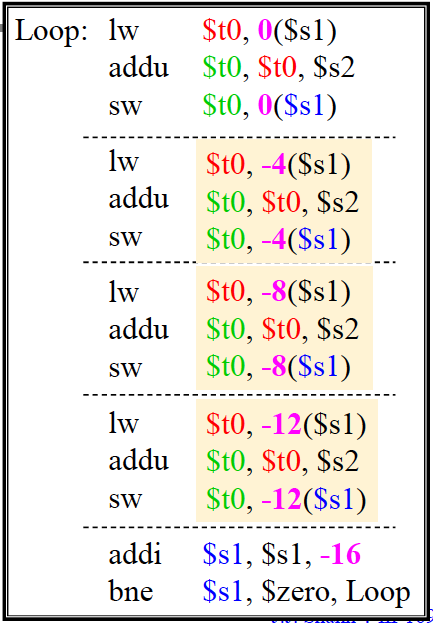 Loop: lw $t0, 0($s1)
addu $t0, $t0, $s2
sw $t0, 0($s1)
lw $t0, -4($s1)
addu $t0, $t0, $s2
sw $t0, -4($s1)
lw $t0, -8($s1)
addu $t0, $t0, $s2
sw $t0, -8($s1)
lw $t0, -12($s1)
addu $t0, $t0, $s2
sw $t0, -12($s1)
addi $s1, $s1, -16
bne $s1, $zero, Loop